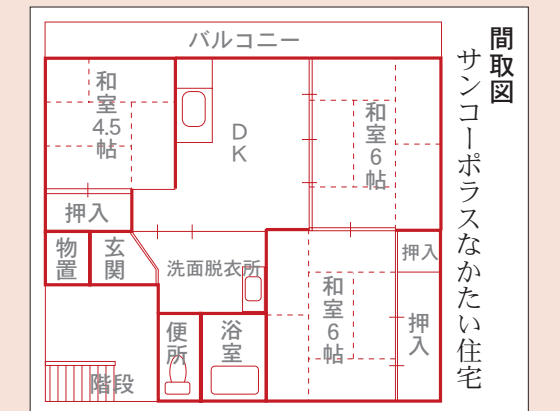 間取図
サンコーポラスなかたい住宅
バルコニー
和室4.5帖
DK
和室6帖
押入
物置
玄関
洗面脱衣所
押入
和室6帖
押入
便所
浴室
階段